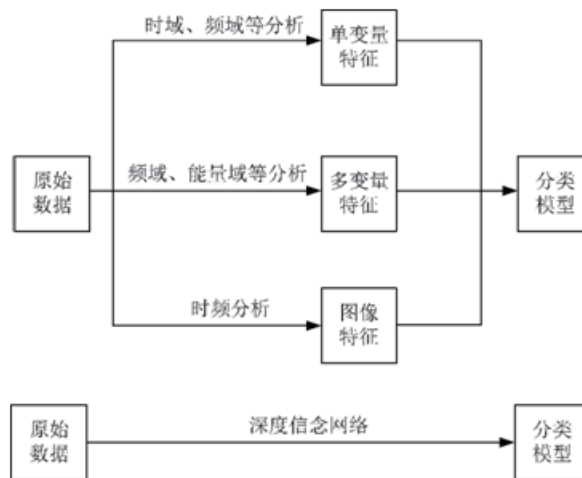 时域、频域等分析
单变量
特征
原始
数据
频域、能量域等分析
多变量
特征
分类
模型
时频分析
图像
特征
原始
数据
深度信念网络
分类
模型